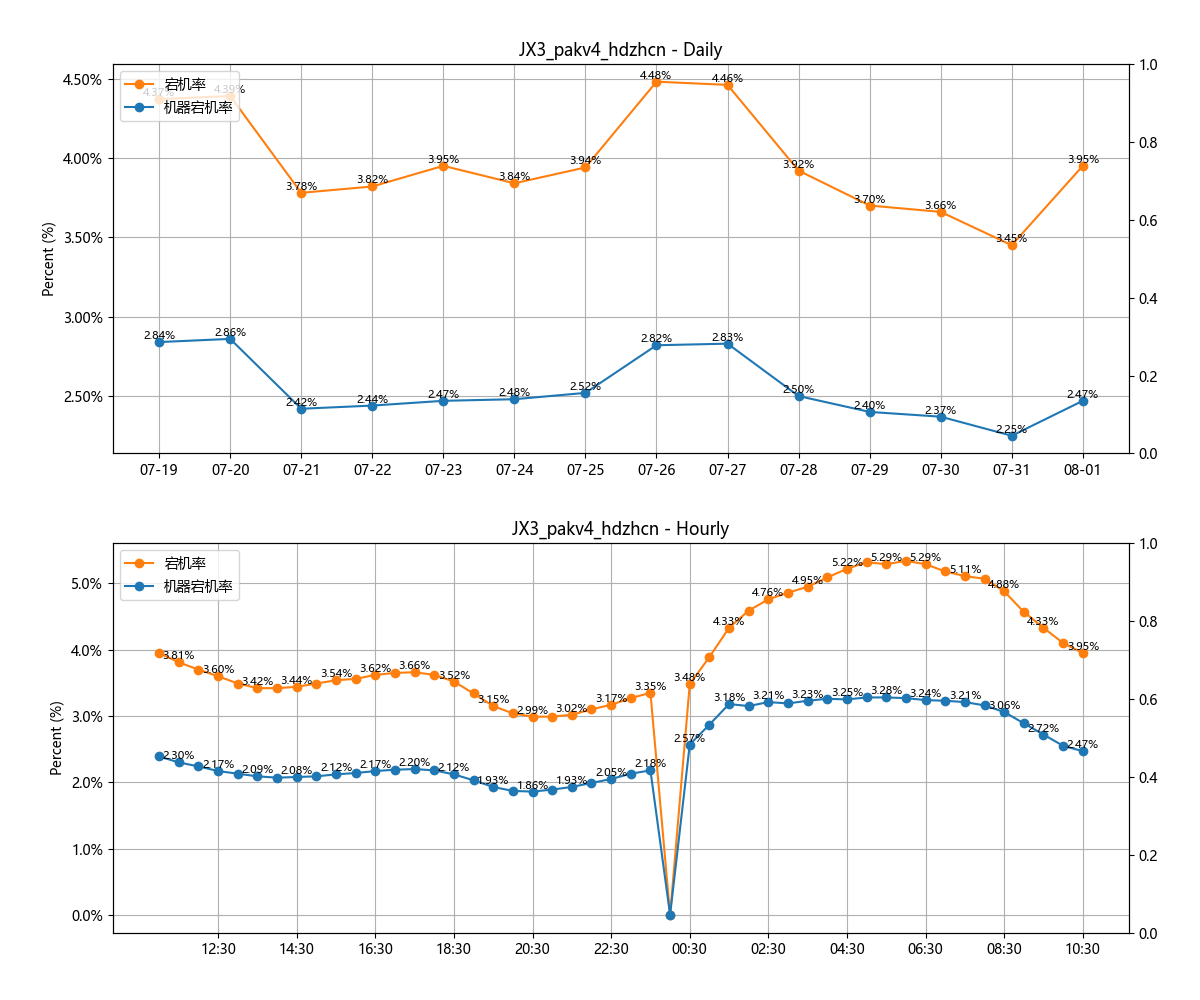 JX3_pakv4_hdzhcn - Daily
宕机率
机器宕机率
4.37% 4.39% 3.78% 3.82% 3.95% 3.84% 3.94% 4.48% 4.46% 3.92% 3.70% 3.66% 3.45% 3.95%
2.84% 2.86% 2.42% 2.44% 2.47% 2.48% 2.52% 2.82% 2.83% 2.50% 2.40% 2.37% 2.25% 2.47%
Percent (%)
4.50%
4.00%
3.50%
3.00%
2.50%
1.0
0.8
0.6
0.4
0.2
0.0
07-19 07-20 07-21 07-22 07-23 07-24 07-25 07-26 07-27 07-28 07-29 07-30 07-31 08-01
JX3_pakv4_hdzhcn - Hourly
宕机率
机器宕机率
3.81% 3.60% 3.42% 3.44% 3.54% 3.62% 3.66% 3.52% 3.15% 2.99% 3.02% 3.17% 3.35% 3.48% 4.33% 4.76% 4.95% 5.22% 5.29% 5.29% 5.11% 4.88% 4.33% 3.95%
2.30% 2.17% 2.09% 2.08% 2.12% 2.17% 2.20% 2.12% 1.93% 1.86% 1.93% 2.05% 2.18% 2.57% 3.18% 3.21% 3.23% 3.25% 3.28% 3.24% 3.21% 3.06% 2.72% 2.47%
Percent (%)
5.0%
4.0%
3.0%
2.0%
1.0%
0.0%
1.0
0.8
0.6
0.4
0.2
0.0
12:30 14:30 16:30 18:30 20:30 22:30 00:30 02:30 04:30 06:30 08:30 10:30